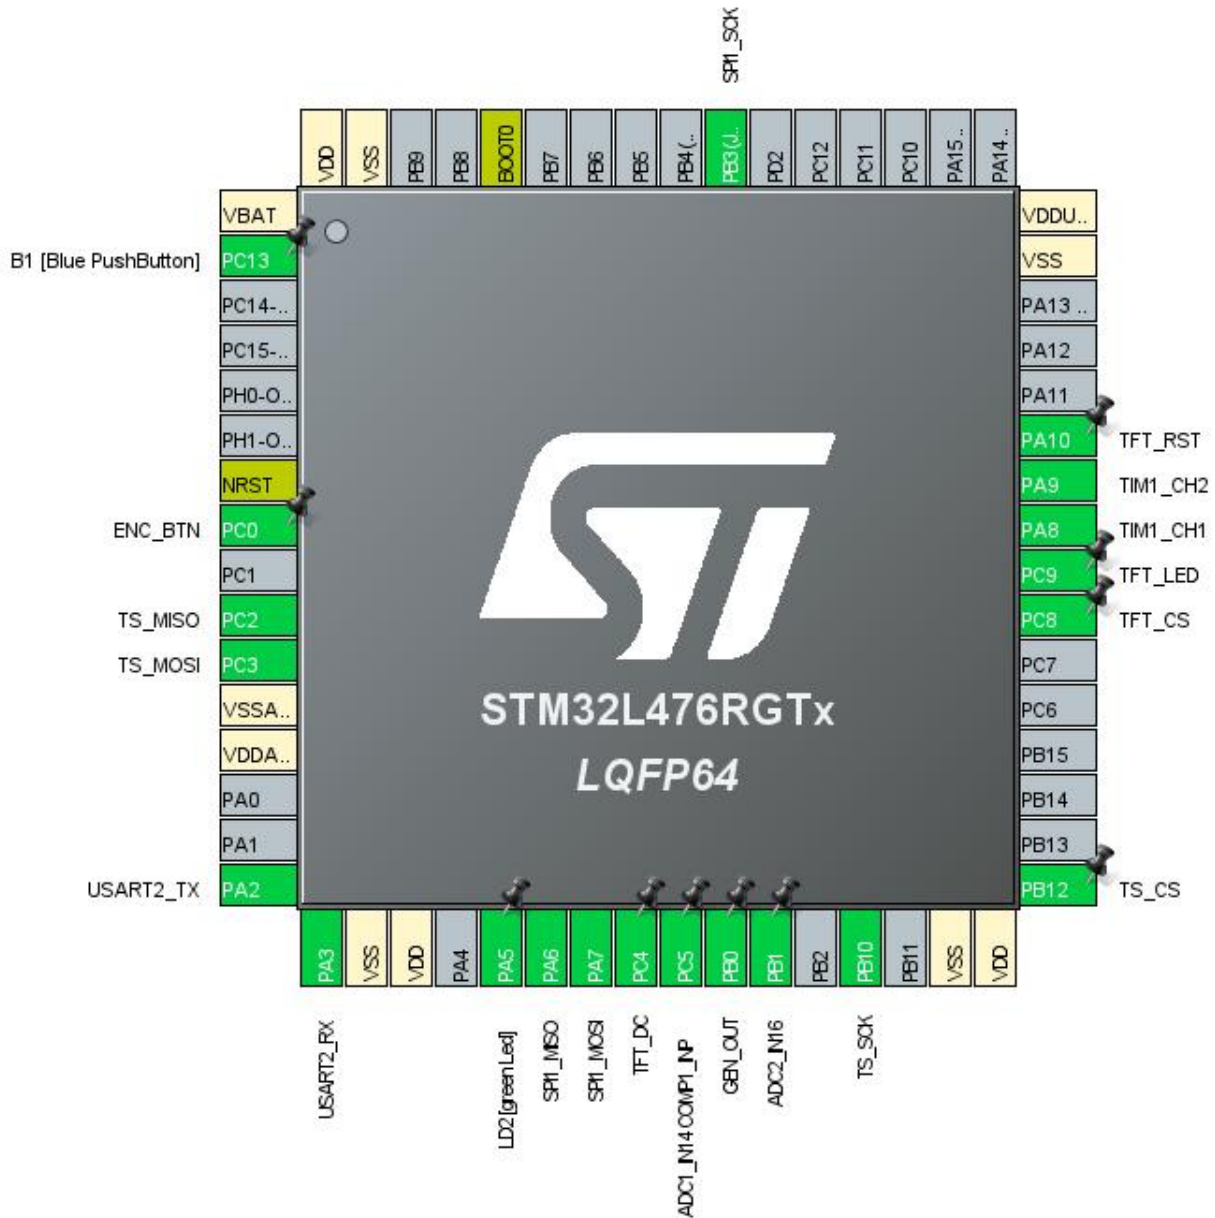 SPI1_SCK
VDD
VSS
PB9
PB8
BOOT0
PB7
PB6
PB5
PB4 (..
PB3 (J..
PD2
PC12
PC11
PC10
PA15 ..
PA14 ..
VBAT
B1 [Blue PushButton] PC13
PC14-..
PC15-..
PH0-O..
PH1-O..
NRST
ENC_BTN PC0
PC1
TS_MISO PC2
TS_MOSI PC3
VSSA..
VDDA..
PA0
PA1
USART2_TX PA2
STM32L476RGTx
LQFP64
VDDU..
VSS
PA13 ..
PA12
PA11
PA10 TFT_RST
PA9 TIM1_CH2
PA8 TIM1_CH1
PC9 TFT_LED
PC8 TFT_CS
PC7
PC6
PB15
PB14
PB13
PB12 TS_CS
PA3
VSS
VDD
PA4
PA5
PA6
PA7
PC4
PC5
PB0
PB1
PB2
PB10
PB11
VSS
VDD
USART2_RX
LD2 [green Led]
SPI1_MISO
SPI1_MOSI
TFT_DC
ADC1_IN14 COMP1_INP
GEN_OUT
ADC2_IN16
TS_SCK